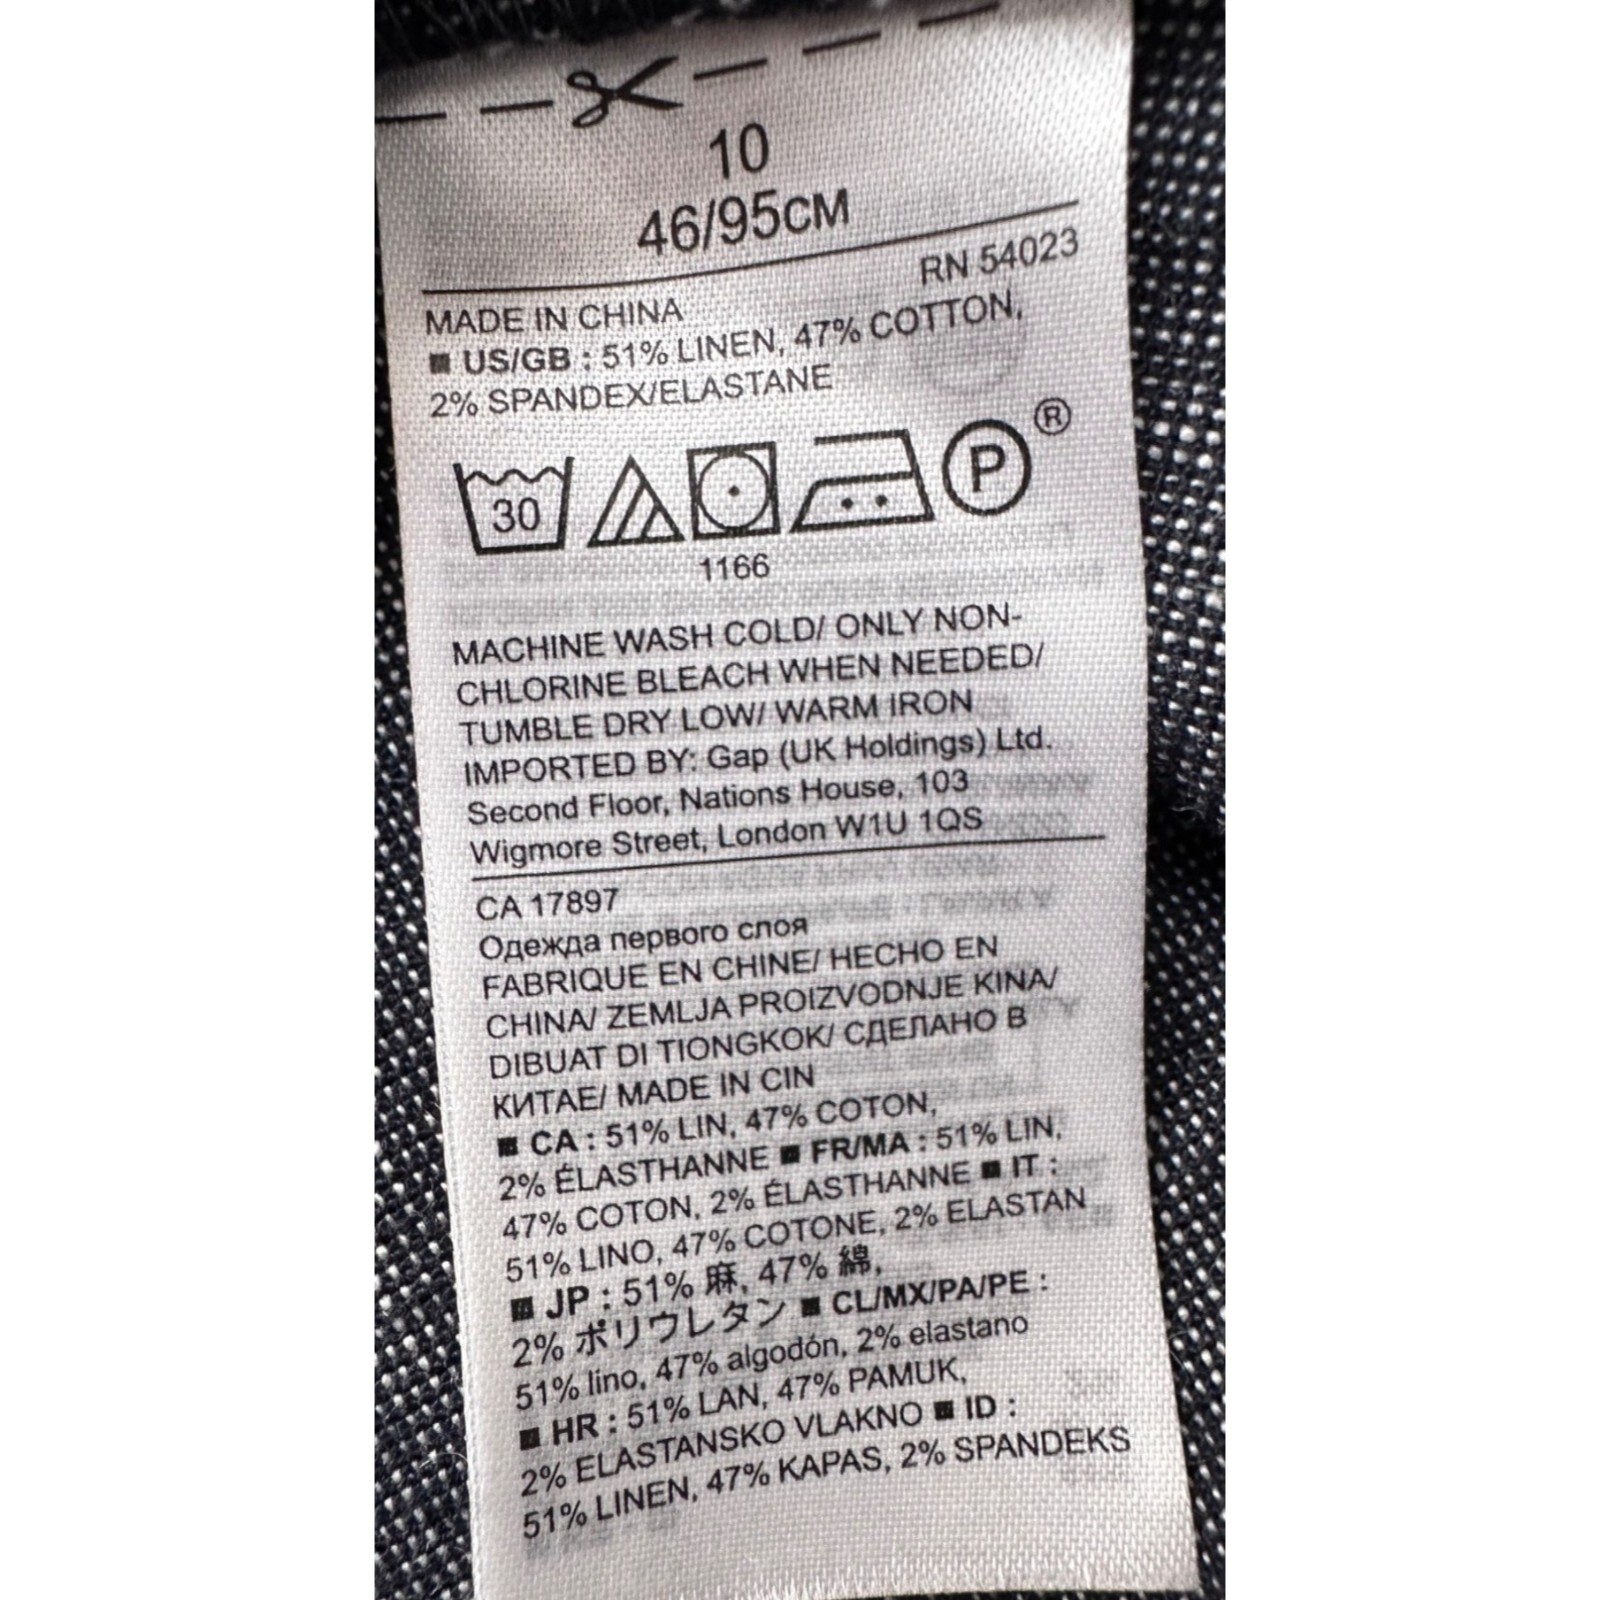 10
46/95CM
RN 54023
MADE IN CHINA
■ US/GB : 51% LINEN, 47% COTTON,
2% SPANDEX/ELASTANE
30 P ®
1166
MACHINE WASH COLD/ ONLY NON-
CHLORINE BLEACH WHEN NEEDED/
TUMBLE DRY LOW/ WARM IRON
IMPORTED BY: Gap (UK Holdings) Ltd.
Second Floor, Nations House, 103
Wigmore Street, London W1U 1QS
CA 17897
Одежда первого слоя
FABRIQUE EN CHINE/ HECHO EN
CHINA/ ZEMLJA PROIZVODNJE KINA/
DIBUAT DI TIONGKOK/ СДЕЛАНО В
КИТАЕ/ MADE IN CIN
■ CA : 51% LIN, 47% COTON,
2% ÉLASTHANNE ■ FR/MA : 51% LIN,
47% COTON, 2% ÉLASTHANNE ■ IT :
51% LINO, 47% COTONE, 2% ELASTAN
■ JP : 51% 麻, 47% 綿,
2% ポリウレタン ■ CL/MX/PA/PE :
51% lino, 47% algodón, 2% elastano
■ HR : 51% LAN, 47% PAMUK,
2% ELASTANSKO VLAKNO ■ ID :
51% LINEN, 47% KAPAS, 2% SPANDEKS